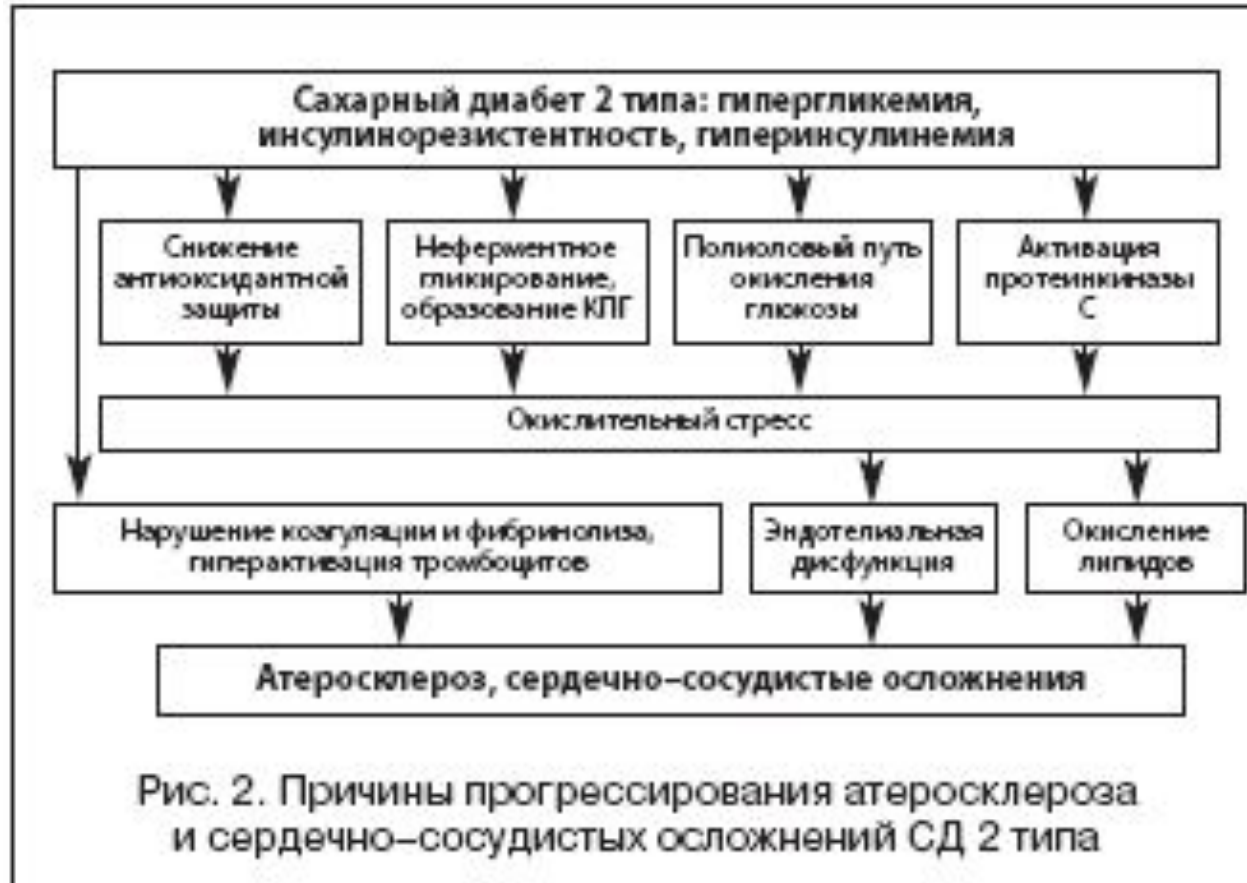 Сахарный диабет 2 типа: гипергликемия,
инсулинорезистентность, гиперинсулинемия
Снижение
антиоксидантной
защиты
Неферментное
гликирование,
образование КПГ
Полиоловый путь
окисления
глюкозы
Активация
протеинкиназы
С
Окислительный стресс
Нарушение коагуляции и фибринолиза,
гиперактивация тромбоцитов
Эндотелиальная
дисфункция
Окисление
липидов
Атеросклероз, сердечно–сосудистые осложнения
Рис. 2. Причины прогрессирования атеросклероза
и сердечно–сосудистых осложнений СД 2 типа